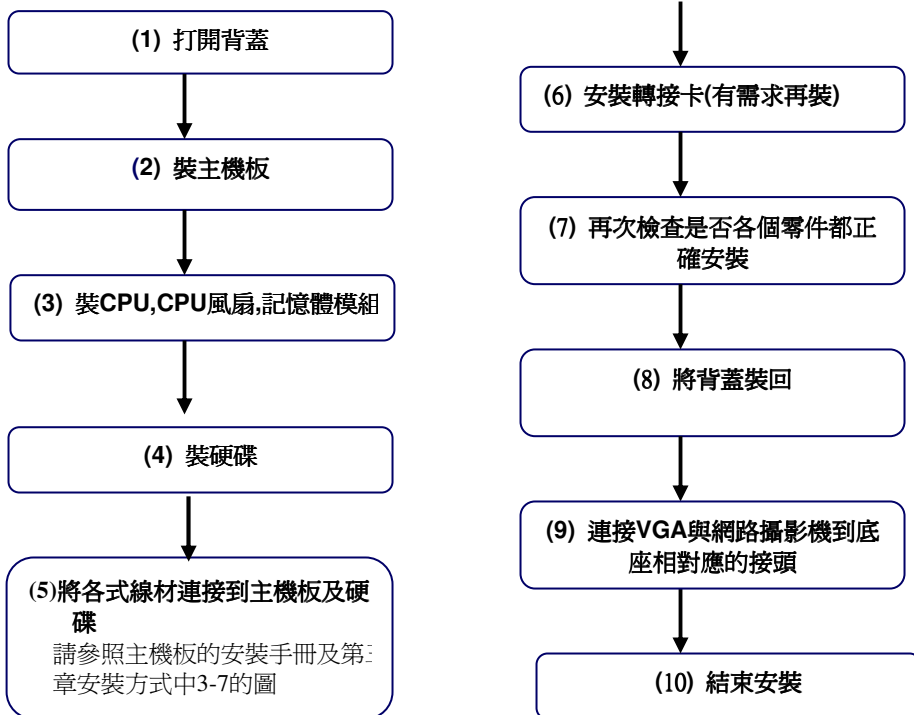 (1) 打開背蓋
(2) 裝主機板
(3) 裝CPU,CPU風扇,記憶體模組
(4) 裝硬碟
(5)將各式線材連接到主機板及硬
碟
請參照主機板的安裝手冊及第
章安裝方式中3-7的圖
(6) 安裝轉接卡(有需求再裝)
(7) 再次檢查是否各個零件都正
確安裝
(8) 將背蓋裝回
(9) 連接VGA與網路攝影機到底
座相對應的接頭
(10) 結束安裝